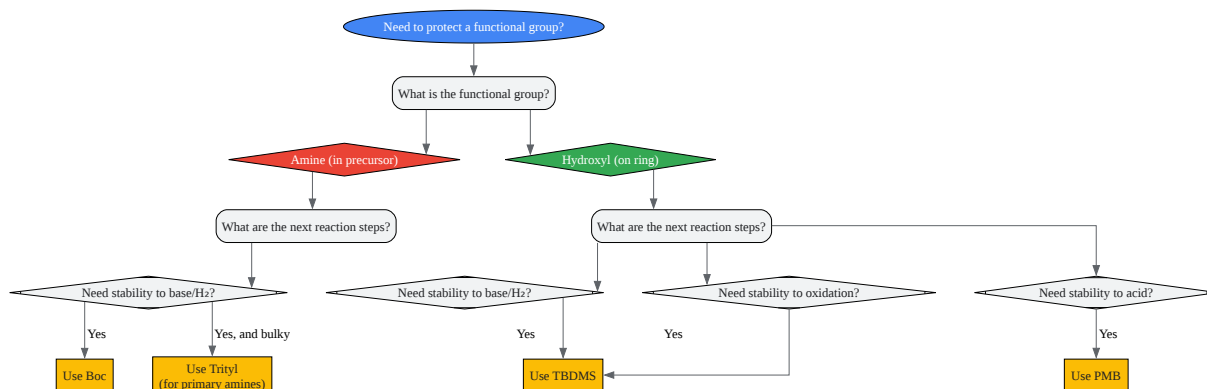 Need to protect a functional group?
What is the functional group?
Amine (in precursor)
Hydroxyl (on ring)
What are the next reaction steps?
What are the next reaction steps?
Need stability to base/H₂?
Need stability to base/H₂?
Need stability to oxidation?
Need stability to acid?
Yes
Yes, and bulky
Yes
Yes
Yes
Use Boc
Use Trityl
(for primary amines)
Use TBDMS
Use PMB